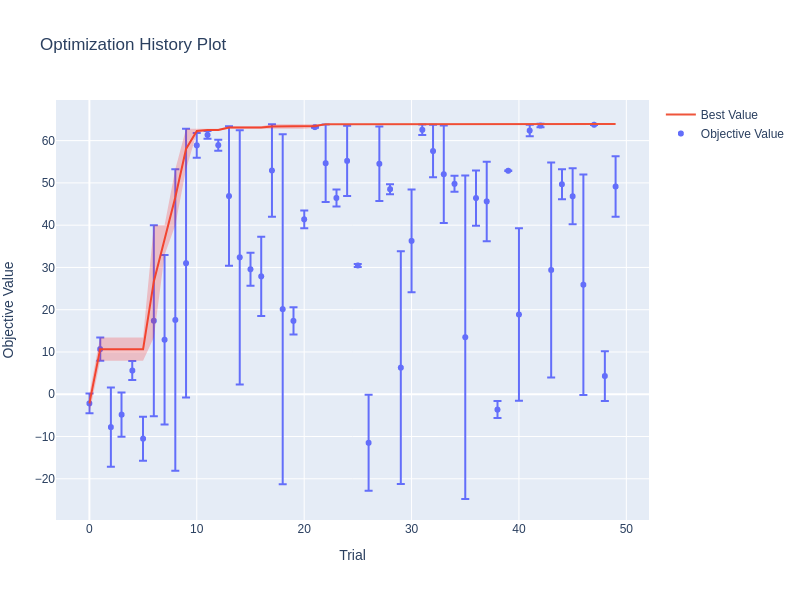 Optimization History Plot
Best Value
Objective Value
60
50
40
30
20
10
0
−10
−20
Objective Value
0 10 20 30 40 50
Trial